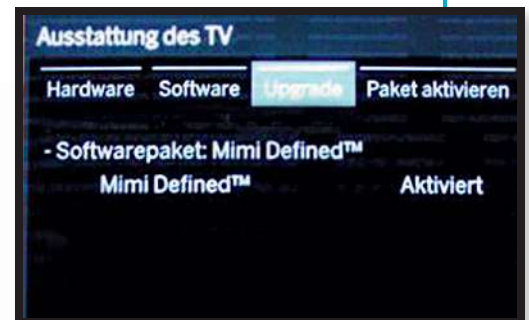 Ausstattung des TV
Hardware Software Upgrade Paket aktivieren
- Softwarepaket: Mimi Defined™
Mimi Defined™ Aktiviert